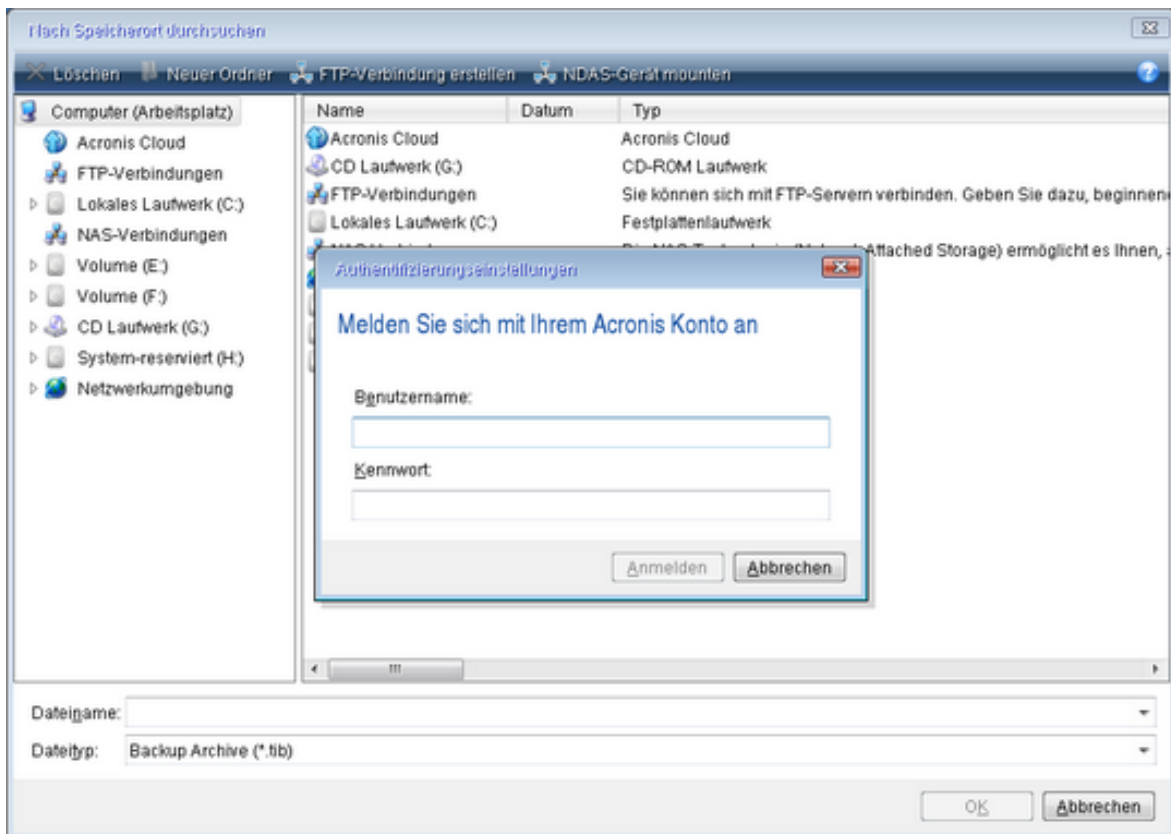 Nach Speicherort durchsuchen
Löschen Neuer Ordner FTP-Verbindung erstellen NDAS-Gerät mounten
Computer (Arbeitsplatz)
Acronis Cloud
FTP-Verbindungen
Lokales Laufwerk (C:)
NAS-Verbindungen
Volume (E:)
Volume (F:)
CD Laufwerk (G:)
System-reserviert (H:)
Netzwerkumgebung
Name Datum Typ
Acronis Cloud Acronis Cloud
CD Laufwerk (G:) CD-ROM Laufwerk
FTP-Verbindungen Sie können sich mit FTP-Servern verbinden. Geben Sie dazu, beginnen
Lokales Laufwerk (C:) Festplattenlaufwerk
Attached Storage) ermöglicht es Ihnen,
Authentifizierungseinstellungen
Melden Sie sich mit Ihrem Acronis Konto an
Benutzername:
Kennwort:
Anmelden Abbrechen
Dateiname:
Dateityp: Backup Archive (*.tib)
OK Abbrechen